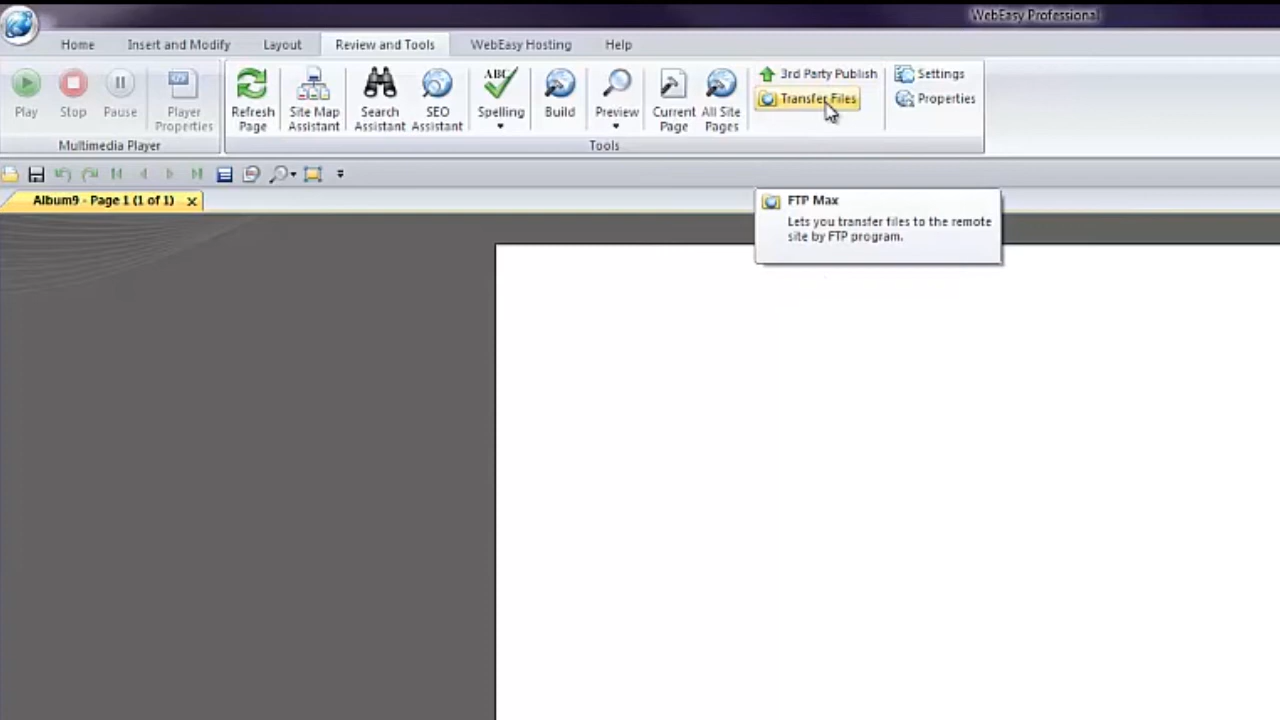 WebEasy Professional
Home Insert and Modify Layout Review and Tools WebEasy Hosting Help
Play Stop Pause Player Properties
Refresh Page Site Map Assistant Search Assistant SEO Assistant ABC Spelling Build Preview Current Page All Site Pages
3rd Party Publish Settings
Transfer Files Properties
Multimedia Player Tools
Album9 - Page 1 (1 of 1)
FTP Max
Lets you transfer files to the remote
site by FTP program.